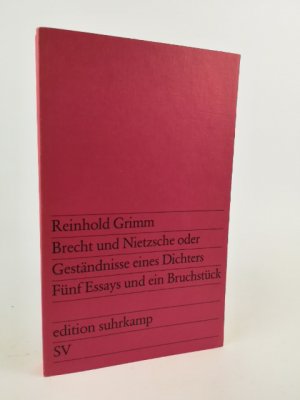 Reinhold Grimm
Brecht und Nietzsche oder
Geständnisse eines Dichters
Fünf Essays und ein Bruchstück
edition suhrkamp
SV